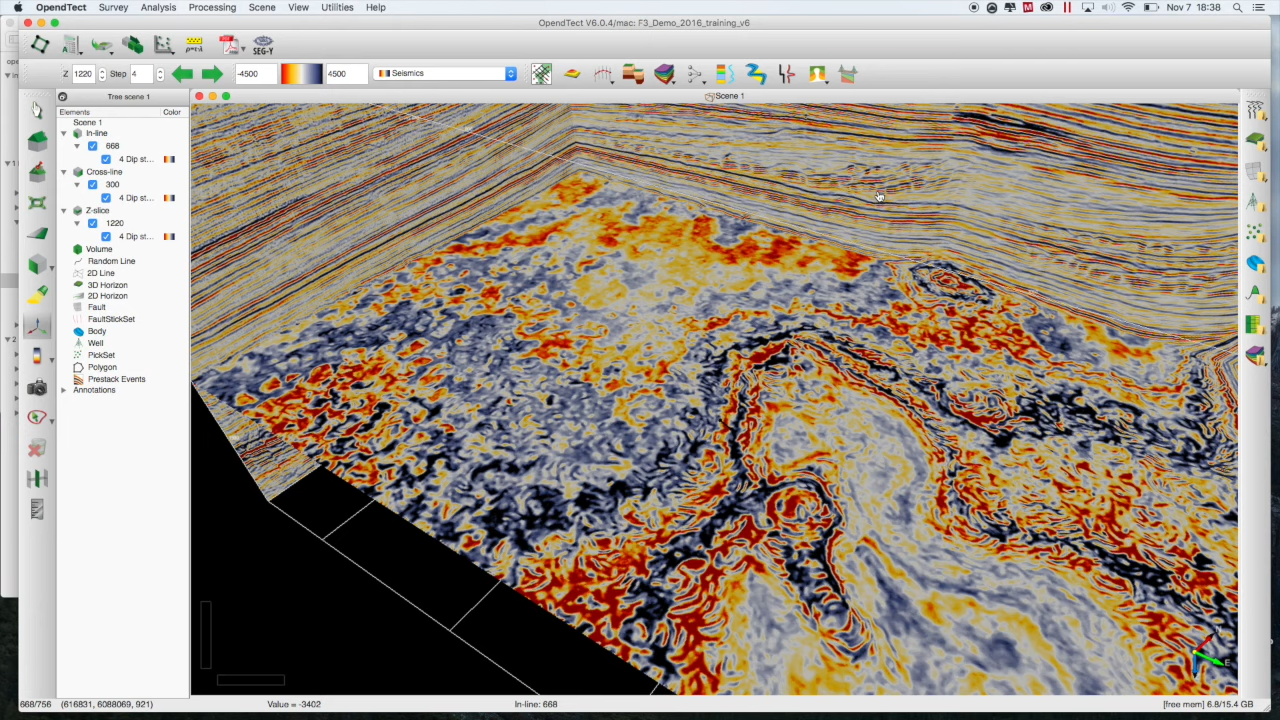 OpendTect Survey Analysis Processing Scene View Utilities Help
Nov 7 18:38
OpendTect V6.0.4/mac: F3_Demo_2016_training_v6
SEG-Y
Z 1220 Step 4 -4500 4500 Seismics
Tree scene 1
Scene 1
Elements Color
Scene 1
In-line
668
4 Dip st...
Cross-line
300
4 Dip st...
Z-slice
1220
4 Dip st...
Volume
Random Line
2D Line
3D Horizon
2D Horizon
Fault
FaultStickSet
Body
Well
PickSet
Polygon
Prestack Events
Annotations
E
668/756 (616831, 6088069, 921) Value = -3402 In-line: 668 [free mem] 6.8/15.4 GB